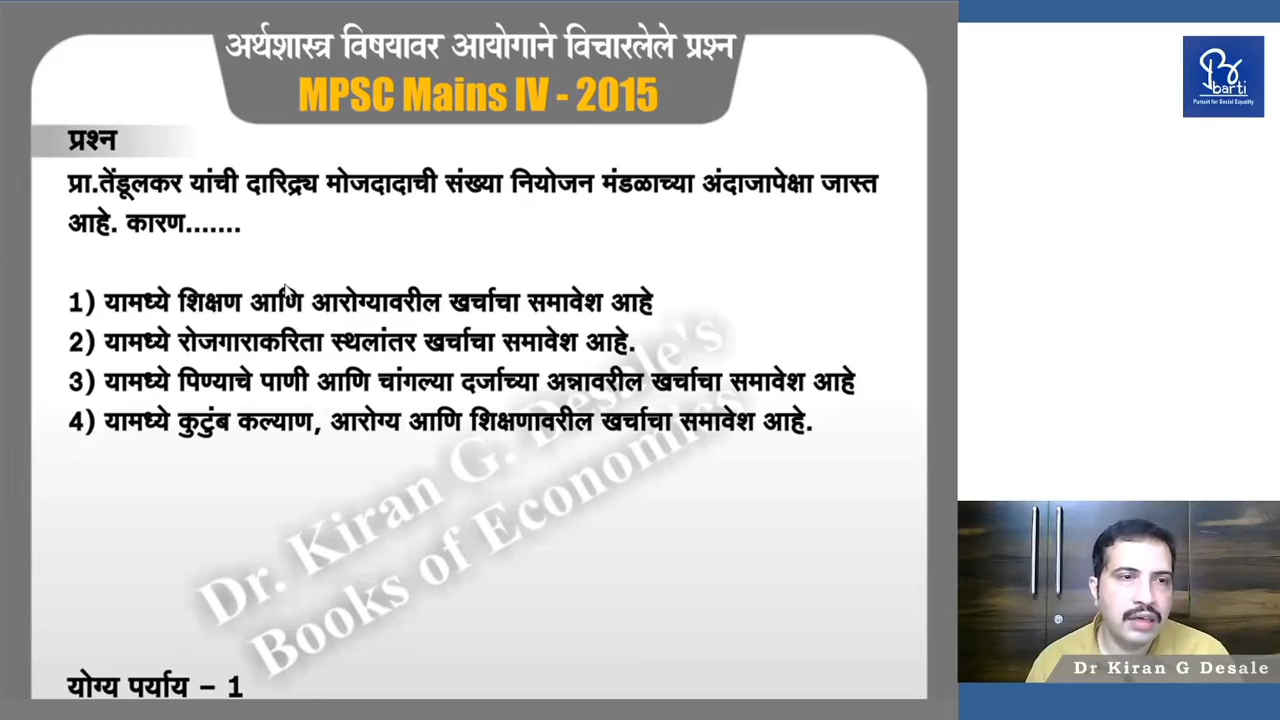 अर्थशास्त्र विषयावर आयोगाने विचारलेले प्रश्न
MPSC Mains IV - 2015
प्रश्न
प्रा.तेंडूलकर यांची दारिद्र्य मोजदादाची संख्या नियोजन मंडळाच्या अंदाजापेक्षा जास्त
आहे. कारण.......
1) यामध्ये शिक्षण आणि आरोग्यावरील खर्चाचा समावेश आहे
2) यामध्ये रोजगाराकरिता स्थलांतर खर्चाचा समावेश आहे.
3) यामध्ये पिण्याचे पाणी आणि चांगल्या दर्जाच्या अन्नावरील खर्चाचा समावेश आहे
4) यामध्ये कुटुंब कल्याण, आरोग्य आणि शिक्षणावरील खर्चाचा समावेश आहे.
Dr. Kiran G. Desale's
Books of Economics
योग्य पर्याय – 1
barti
Pursuit for Social Equality
Dr Kiran G Desale